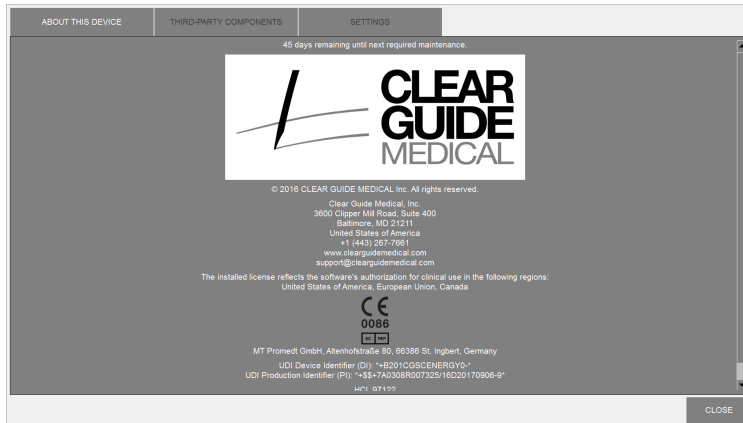 ABOUT THIS DEVICE
THIRD-PARTY COMPONENTS
SETTINGS
45 days remaining until next required maintenance.
CLEAR
GUIDE
MEDICAL
© 2016 CLEAR GUIDE MEDICAL Inc. All rights reserved.
Clear Guide Medical, Inc.
3600 Clipper Mill Road, Suite 400
Baltimore, MD 21211
United States of America
+1 (443) 267-7661
www.clearguidemedical.com
support@clearguidemedical.com
The installed license reflects the software's authorization for clinical use in the following regions:
United States of America, European Union, Canada
CE
0086
EC REP
MT Promedt GmbH, Altenhofstraße 80, 66386 St. Ingbert, Germany
UDI Device Identifier (DI): *+B201CGSCENERGY0-*
UDI Production Identifier (PI): *+$$+7A0308R007325/16D20170906-9*
HCL 97122
CLOSE